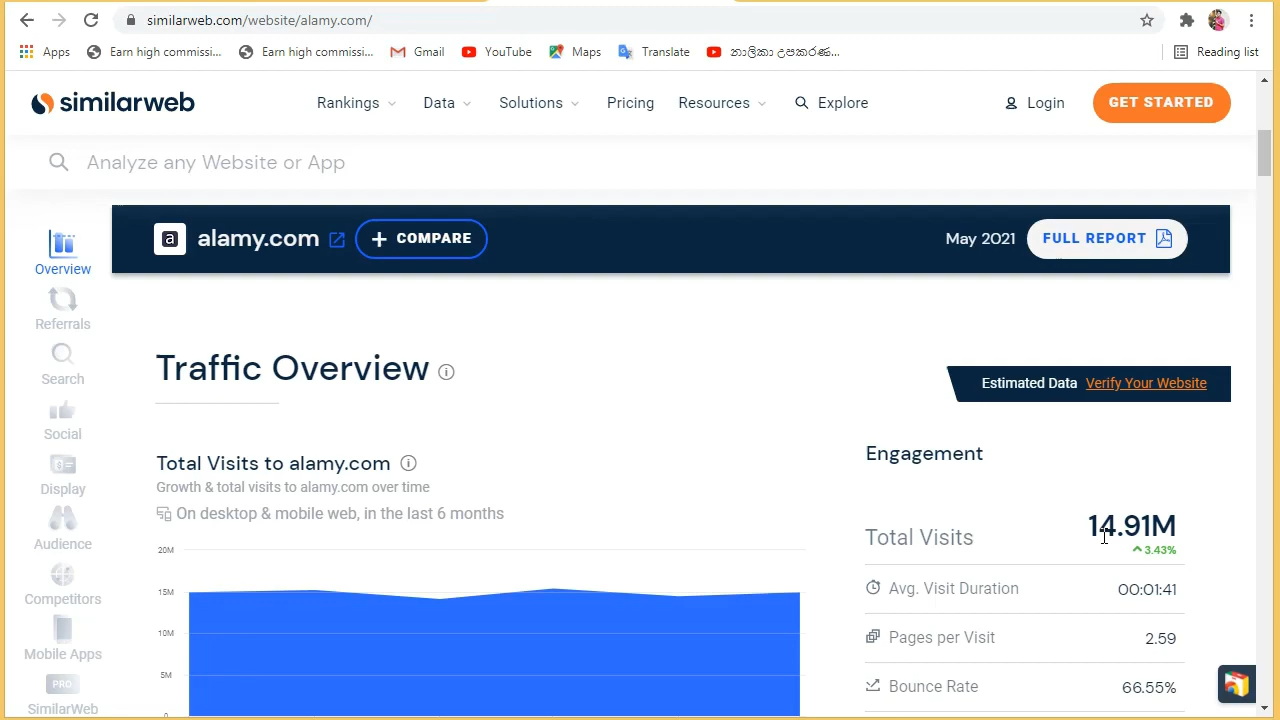 similarweb.com/website/alamy.com/
Apps
Earn high commissi...
Earn high commissi...
Gmail
YouTube
Maps
Translate
නාලිකා උපකරණ...
Reading list
similarweb
Rankings
Data
Solutions
Pricing
Resources
Explore
Login
GET STARTED
Analyze any Website or App
a alamy.com
+ COMPARE
May 2021
FULL REPORT
Overview
Referrals
Search
Social
Display
Audience
Competitors
Mobile Apps
PRO
SimilarWeb
Traffic Overview
Estimated Data Verify Your Website
Total Visits to alamy.com
Growth & total visits to alamy.com over time
On desktop & mobile web, in the last 6 months
20M
15M
10M
5M
0
Engagement
Total Visits 14.91M
3.43%
Avg. Visit Duration 00:01:41
Pages per Visit 2.59
Bounce Rate 66.55%